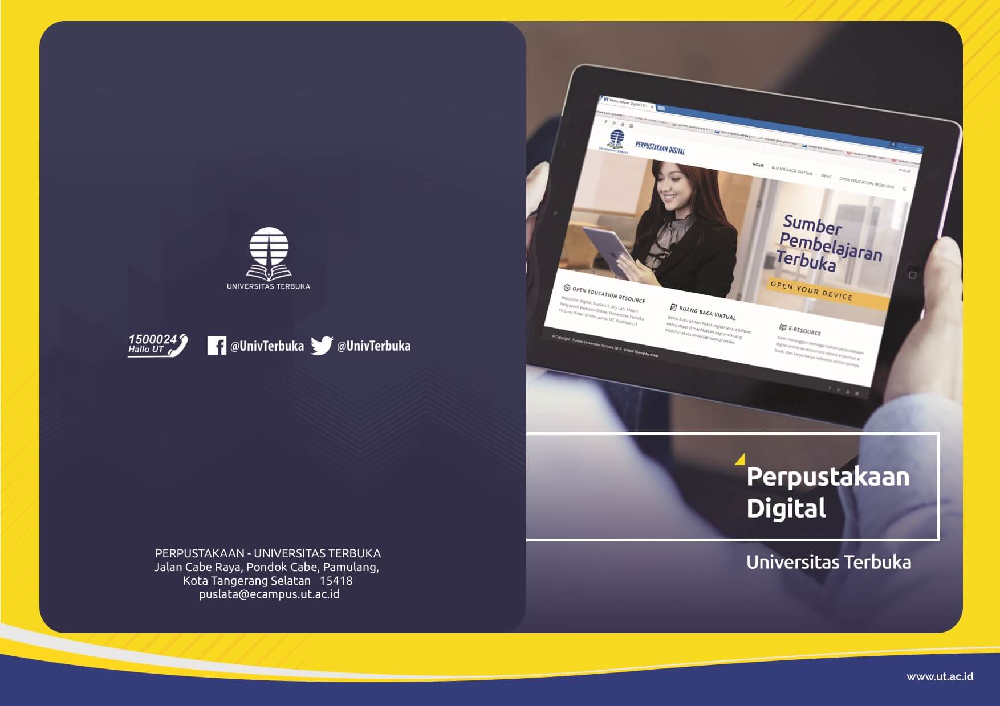 UNIVERSITAS TERBUKA
1500024
Hallo UT
@UnivTerbuka
@UnivTerbuka
PERPUSTAKAAN - UNIVERSITAS TERBUKA
Jalan Cabe Raya, Pondok Cabe, Pamulang,
Kota Tangerang Selatan 15418
puslata@ecampus.ut.ac.id
UT Perpustakaan Digital | Un
ut.ac.id
UNIVERSITAS TERBUKA
PERPUSTAKAAN DIGITAL
HOME
RUANG BACA VIRTUAL
OPAC
OPEN EDUCATION RESOURCE
Sumber
Pembelajaran
Terbuka
OPEN YOUR DEVICE
OPEN EDUCATION RESOURCE
Repositori Digital, Suaka-UT, Dry Lab, Materi
Pengayaan Berbasis Online, Universitas Terbuka
TV,Guru Pintar Online, Jurnal UT, Publikasi UT
RUANG BACA VIRTUAL
Berisi Buku Materi Pokok digital secara fulltext,
untuk dapat dimanfaatkan bagi anda yang
memiliki akses terhadap tutorial online.
E-RESOURCE
Kami melanggan berbagai bahan perpustakaan
digital online (e-resources) seperti e-journal, e-
book, dan karya-karya referensi online lainnya.
© Copyright - Puslata Universitas Terbuka 2016 - Enfold Theme by Kriesi
Perpustakaan
Digital
Universitas Terbuka
www.ut.ac.id